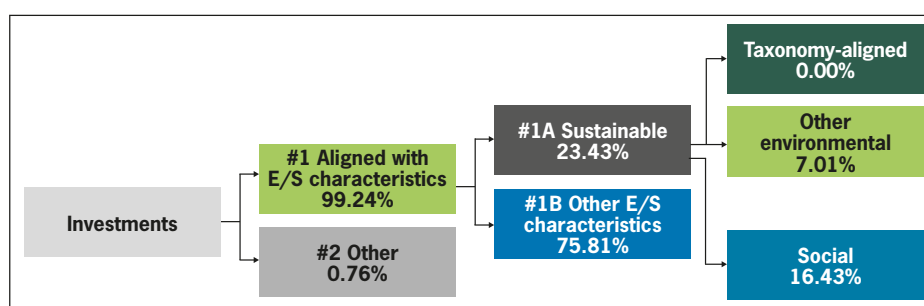 Investments
#1 Aligned with
E/S characteristics
99.24%
#2 Other
0.76%
#1A Sustainable
23.43%
#1B Other E/S
characteristics
75.81%
Taxonomy-aligned
0.00%
Other
environmental
7.01%
Social
16.43%